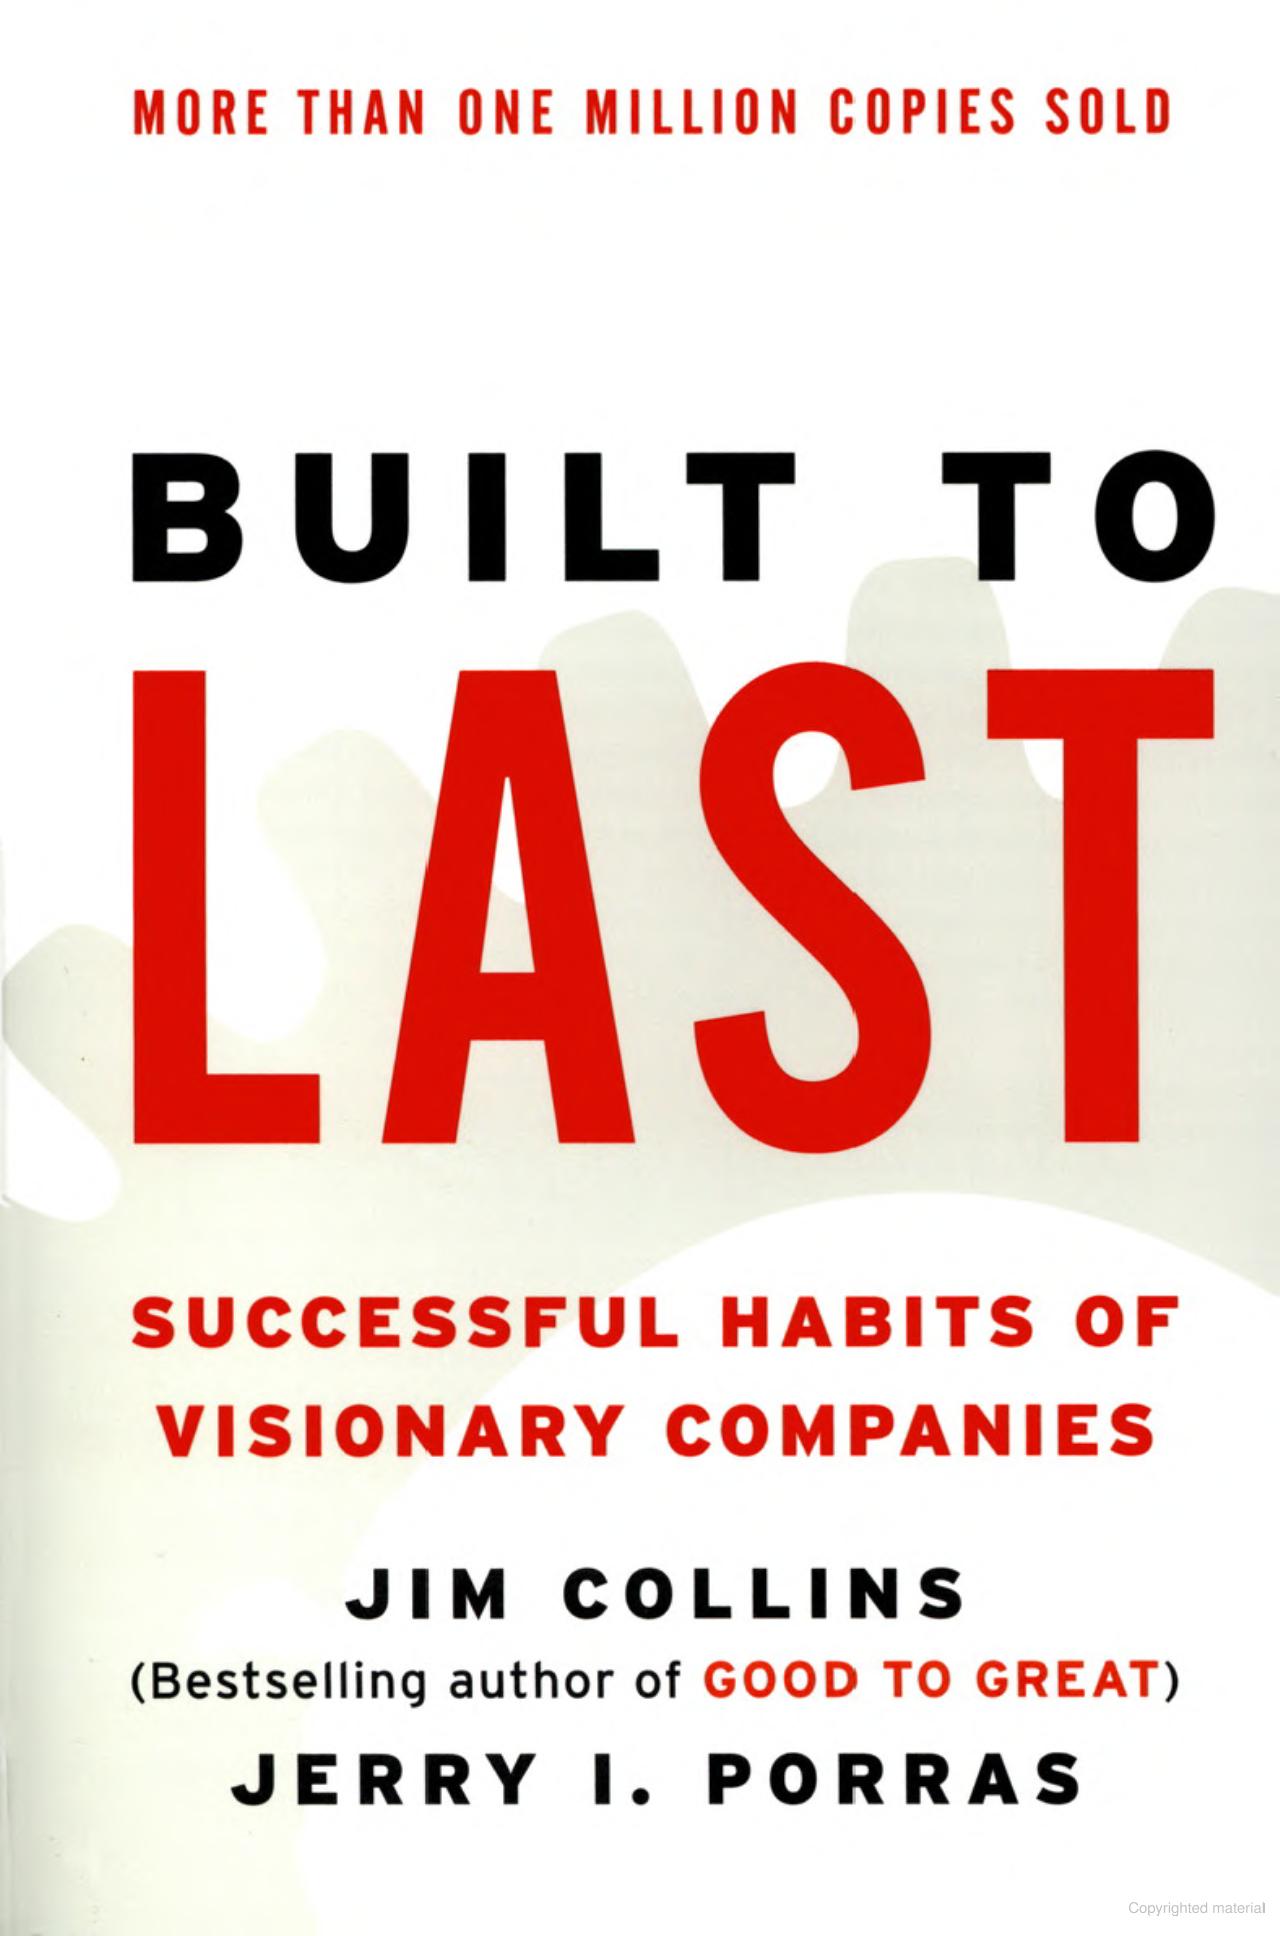 MORE THAN ONE MILLION COPIES SOLD
BUILT TO
LAST
SUCCESSFUL HABITS OF
VISIONARY COMPANIES
JIM COLLINS
(Bestselling author of GOOD TO GREAT)
JERRY I. PORRAS
Copyrighted material